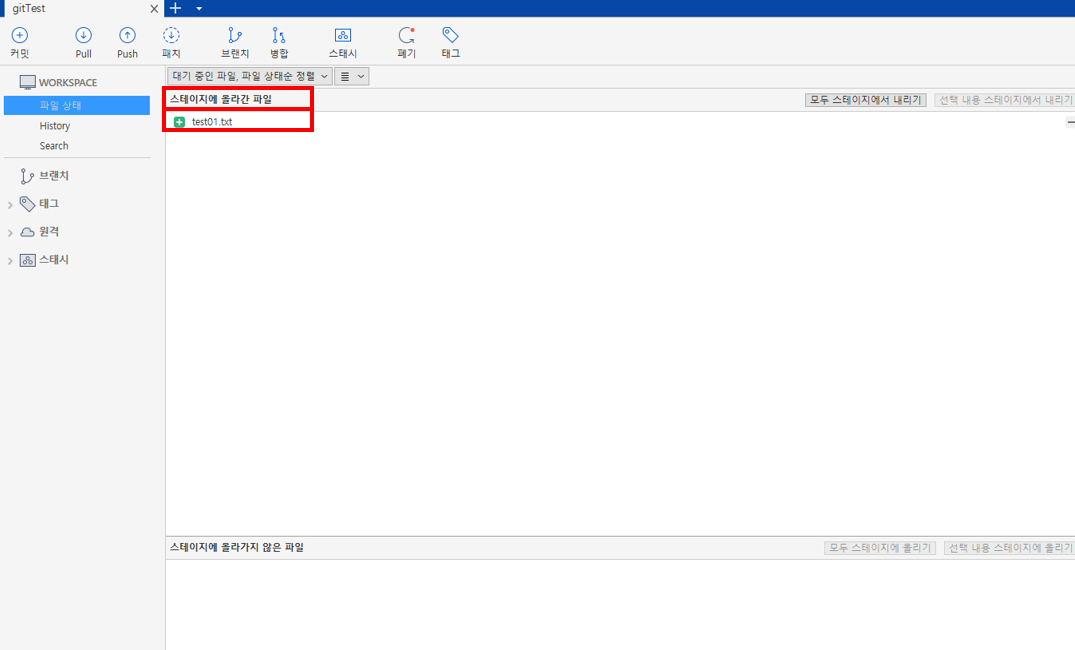 gitTest
커밋 Pull Push 패치 브랜치 병합 스태시 폐기 태그
WORKSPACE
파일 상태
History
Search
브랜치
태그
원격
스태시
대기 중인 파일, 파일 상태순 정렬
스테이지에 올라간 파일
모두 스테이지에서 내리기 선택 내용 스테이지에서 내리기
test01.txt
스테이지에 올라가지 않은 파일
모두 스테이지에 올리기 선택 내용 스테이지에 올리기